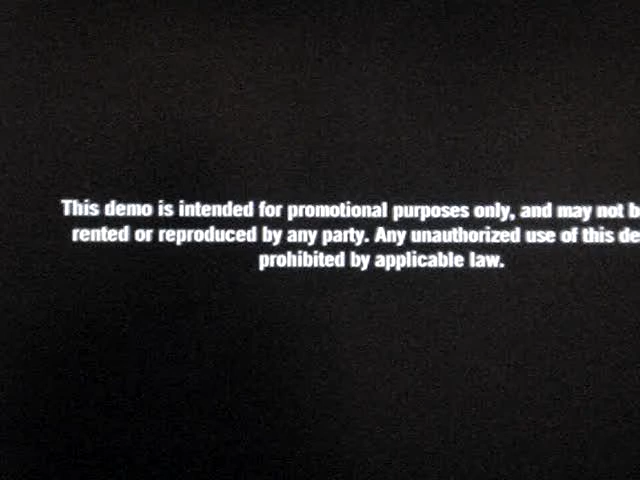 This demo is intended for promotional purposes only, and may not b
rented or reproduced by any party. Any unauthorized use of this de
prohibited by applicable law.